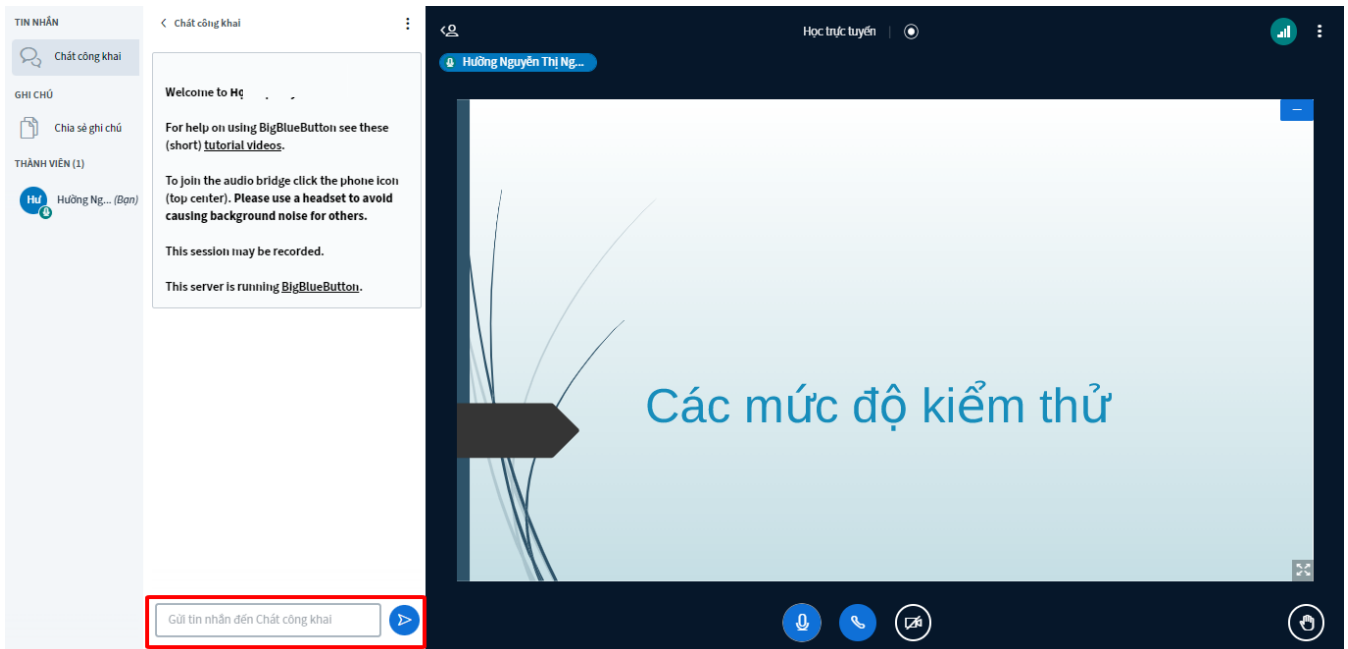 TIN NHẮN
Chát công khai
GHI CHÚ
Chia sẻ ghi chú
THÀNH VIÊN (1)
Hư
Hường Ng... (Bạn)
Chát công khai
Welcome to
For help on using BigBlueButton see these
(short) tutorial videos.
To join the audio bridge click the phone icon
(top center). Please use a headset to avoid
causing background noise for others.
This session may be recorded.
This server is running BigBlueButton.
Gửi tin nhắn đến Chát công khai
Học trực tuyến
Hường Nguyễn Thị Ng...
Các mức độ kiểm thử